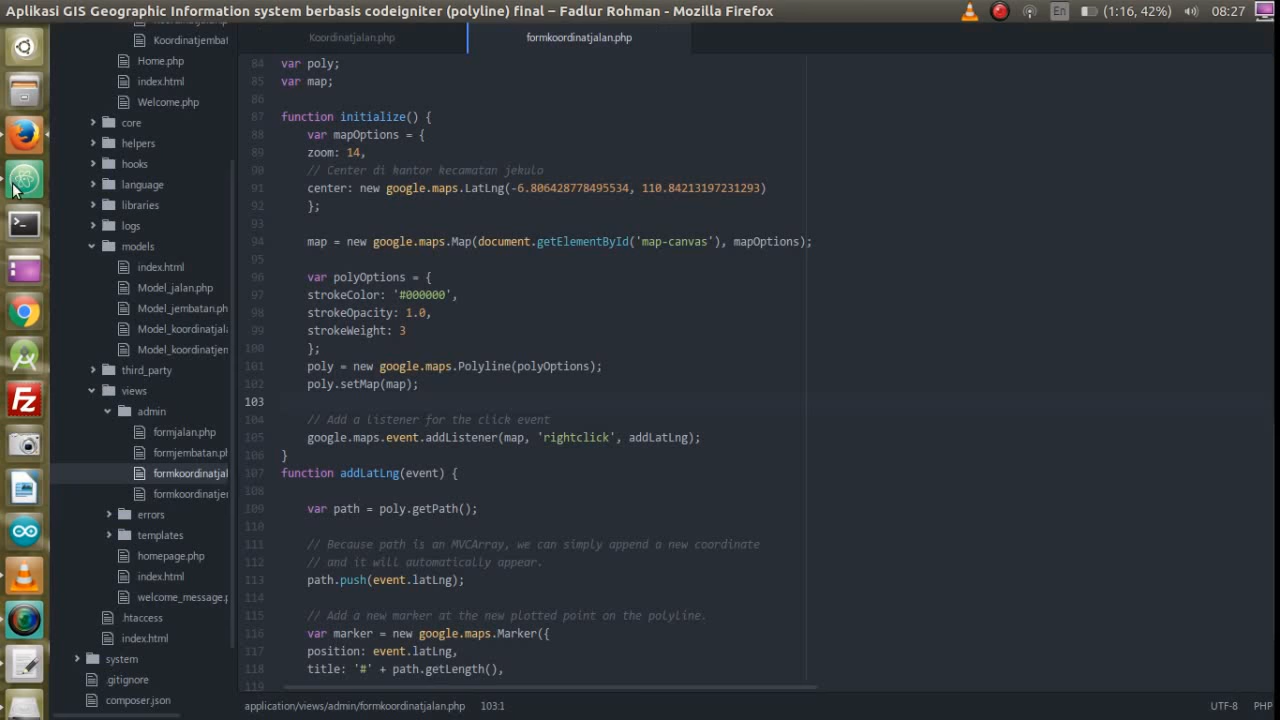 Aplikasi GIS Geographic Information system berbasis codeigniter (polyline) final – Fadlur Rohman - Mozilla Firefox
En
(1:16, 42%)
08:27
Koordinatjembat
Home.php
index.html
Welcome.php
core
helpers
hooks
language
libraries
logs
models
index.html
Model_jalan.php
Model_jembatan.ph
Model_koordinatjala
Model_koordinatjen
third_party
views
admin
formjalan.php
formjembatan.ph
formkoordinatjal
formkoordinatjer
errors
templates
homepage.php
index.html
welcome_message.p
.htaccess
index.html
system
.gitignore
composer.json
Koordinatjalan.php
formkoordinatjalan.php
84 var poly;
85 var map;
86
87 function initialize() {
88 var mapOptions = {
89 zoom: 14,
90 // Center di kantor kecamatan jekulo
91 center: new google.maps.LatLng(-6.806428778495534, 110.84213197231293)
92 };
93
94 map = new google.maps.Map(document.getElementById('map-canvas'), mapOptions);
95
96 var polyOptions = {
97 strokeColor: '#000000',
98 strokeOpacity: 1.0,
99 strokeWeight: 3
100 };
101 poly = new google.maps.Polyline(polyOptions);
102 poly.setMap(map);
103
104 // Add a listener for the click event
105 google.maps.event.addListener(map, 'rightclick', addLatLng);
106 }
107 function addLatLng(event) {
108
109 var path = poly.getPath();
110
111 // Because path is an MVCArray, we can simply append a new coordinate
112 // and it will automatically appear.
113 path.push(event.latLng);
114
115 // Add a new marker at the new plotted point on the polyline.
116 var marker = new google.maps.Marker({
117 position: event.latLng,
118 title: '#' + path.getLength(),
119
application/views/admin/formkoordinatjalan.php 103:1
UTF-8 PHP